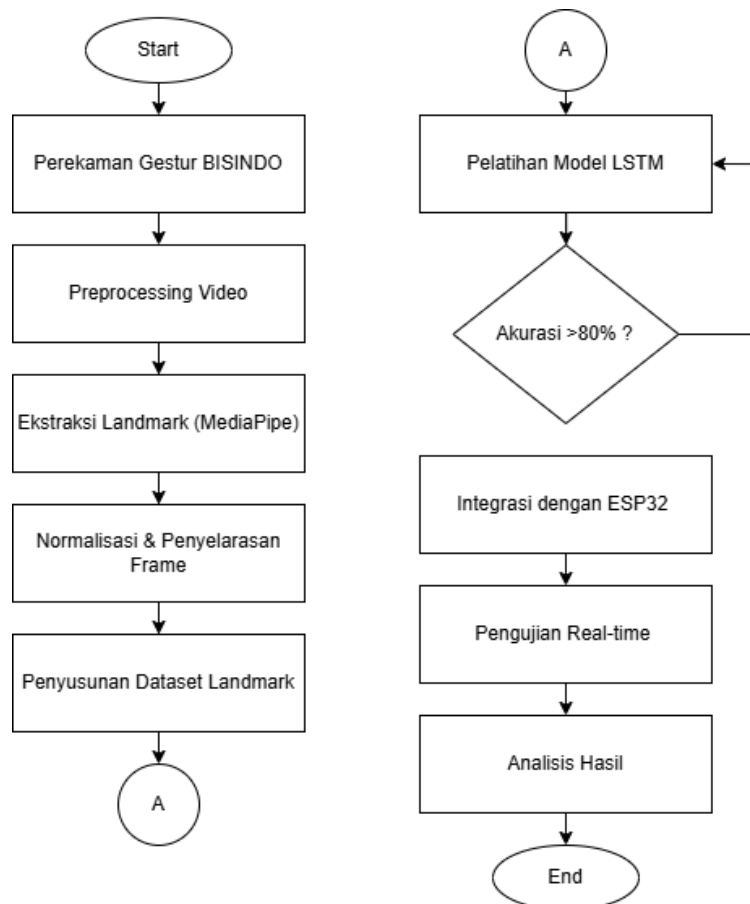 Start
Perekaman Gestur BISINDO
Preprocessing Video
Ekstraksi Landmark (MediaPipe)
Normalisasi & Penyelarasan
Frame
Penyusunan Dataset Landmark
A
A
Pelatihan Model LSTM
Akurasi >80% ?
Integrasi dengan ESP32
Pengujian Real-time
Analisis Hasil
End